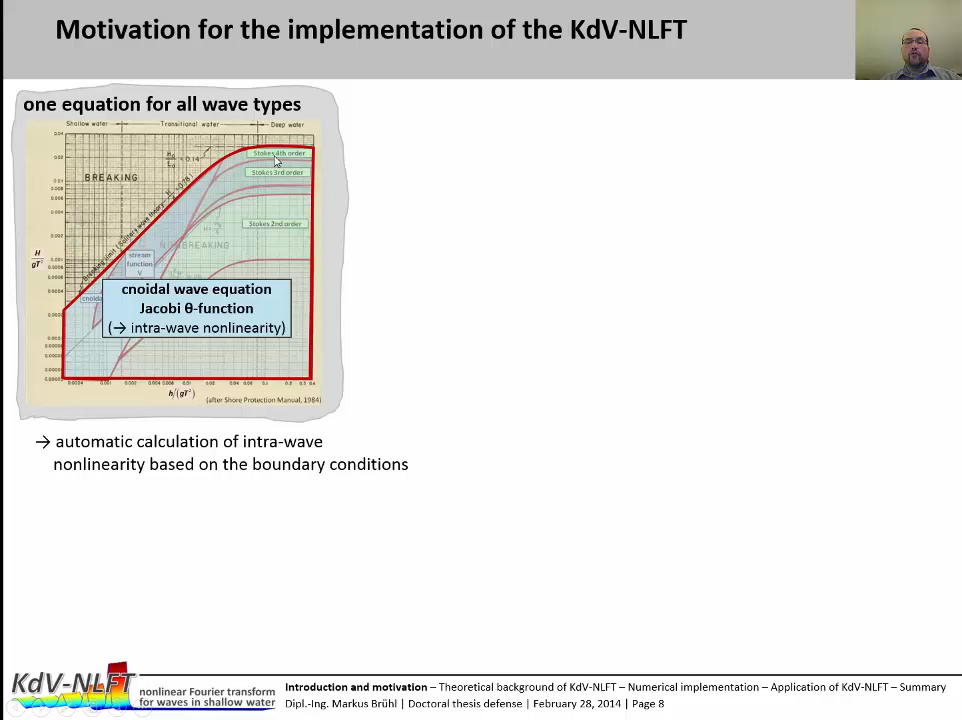 Motivation for the implementation of the KdV-NLFT
one equation for all wave types
Shallow water
Transitional water
Deep water
BREAKING
Stokes 4th order
Stokes 3rd order
Stokes 2nd order
stream
function
V
cnoidal wave equation
Jacobi θ-function
(→ intra-wave nonlinearity)
H
gT²
h/(gT²)
(after Shore Protection Manual, 1984)
→ automatic calculation of intra-wave
nonlinearity based on the boundary conditions
KdV-NLFT
nonlinear Fourier transform
for waves in shallow water
Introduction and motivation – Theoretical background of KdV-NLFT – Numerical implementation – Application of KdV-NLFT – Summary
Dipl.-Ing. Markus Brühl | Doctoral thesis defense | February 28, 2014 | Page 8